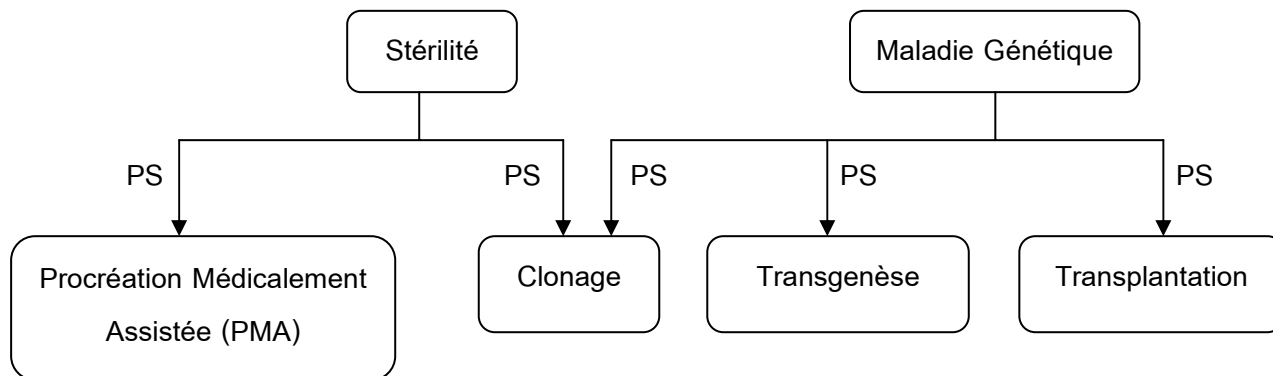 Stérilité
Maladie Génétique
PS
PS
PS
PS
PS
Procréation Médicalement
Assistée (PMA)
Clonage
Transgenèse
Transplantation